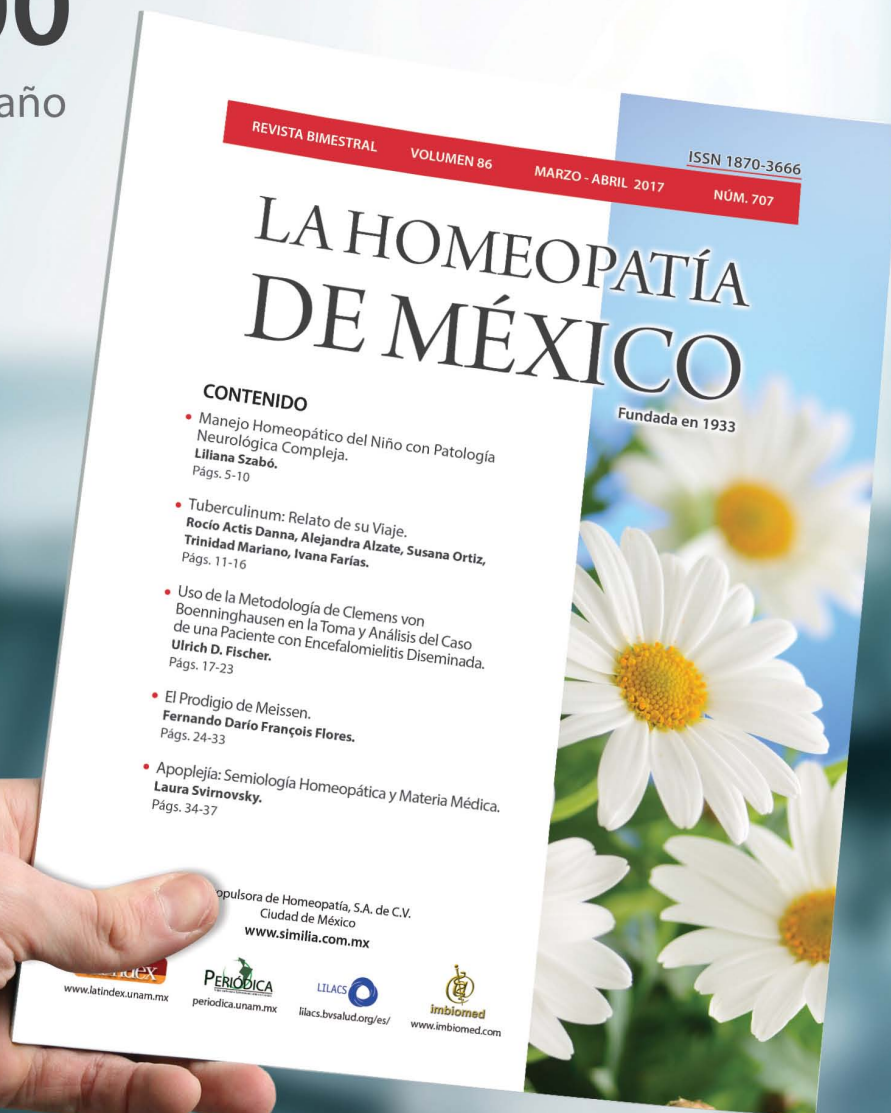 00
año
REVISTA BIMESTRAL VOLUMEN 86 MARZO - ABRIL 2017 NÚM. 707
ISSN 1870-3666
LA HOMEOPATÍA
DE MÉXICO
Fundada en 1933
CONTENIDO
• Manejo Homeopático del Niño con Patología
Neurológica Compleja.
Liliana Szabó.
Págs. 5-10
• Tuberculinum: Relato de su Viaje.
Rocío Actis Danna, Alejandra Alzate, Susana Ortiz,
Trinidad Mariano, Ivana Farías.
Págs. 11-16
• Uso de la Metodología de Clemens von
Boenninghausen en la Toma y Análisis del Caso
de una Paciente con Encefalomielitis Diseminada.
Ulrich D. Fischer.
Págs. 17-23
• El Prodigio de Meissen.
Fernando Darío François Flores.
Págs. 24-33
• Apoplejía: Semiología Homeopática y Materia Médica.
Laura Svirnovsky.
Págs. 34-37
opulsora de Homeopatía, S.A. de C.V.
Ciudad de México
www.similia.com.mx
PERIÓDICA
LILACS
imbiomed
www.latindex.unam.mx
periodica.unam.mx
lilacs.bvsalud.org/es/
www.imbiomed.com